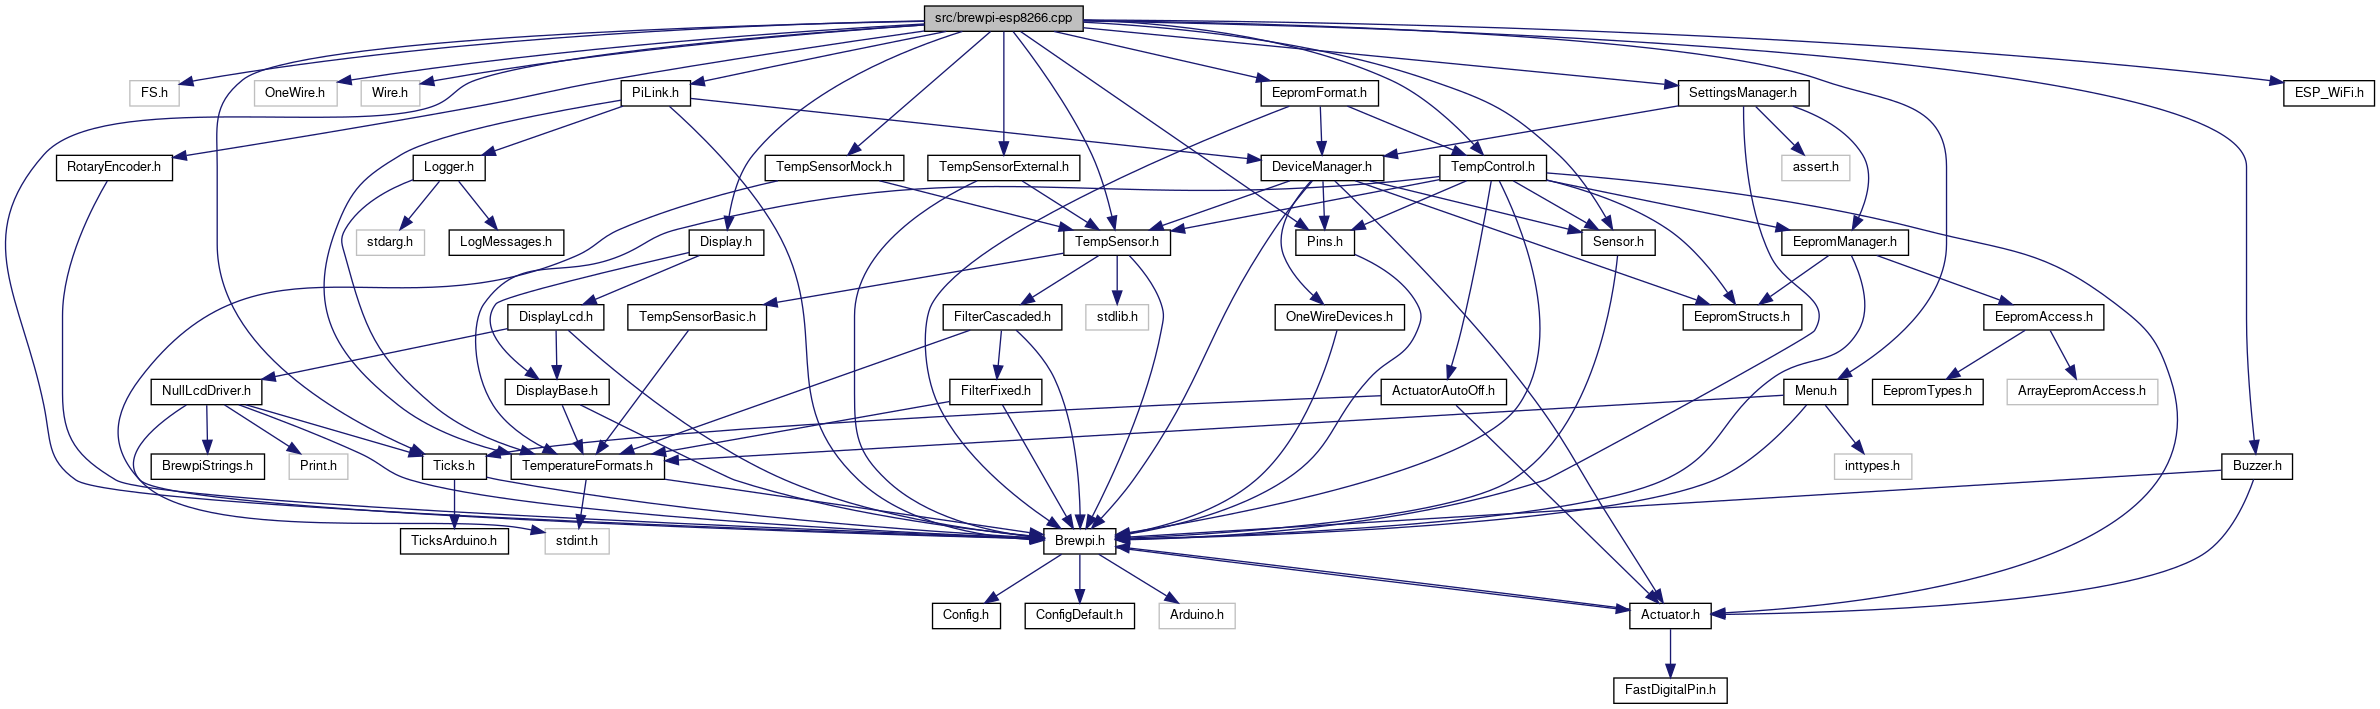 src/brewpi-esp8266.cpp
FS.h
OneWire.h
Wire.h
PiLink.h
EepromFormat.h
SettingsManager.h
ESP_WiFi.h
RotaryEncoder.h
Logger.h
TempSensorMock.h
TempSensorExternal.h
DeviceManager.h
TempControl.h
assert.h
stdarg.h
LogMessages.h
Display.h
TempSensor.h
Pins.h
Sensor.h
EepromManager.h
DisplayLcd.h
TempSensorBasic.h
FilterCascaded.h
stdlib.h
OneWireDevices.h
EepromStructs.h
EepromAccess.h
NullLcdDriver.h
DisplayBase.h
FilterFixed.h
ActuatorAutoOff.h
Menu.h
EepromTypes.h
ArrayEepromAccess.h
BrewpiStrings.h
Print.h
Ticks.h
TemperatureFormats.h
inttypes.h
Buzzer.h
TicksArduino.h
stdint.h
Brewpi.h
Config.h
ConfigDefault.h
Arduino.h
Actuator.h
FastDigitalPin.h